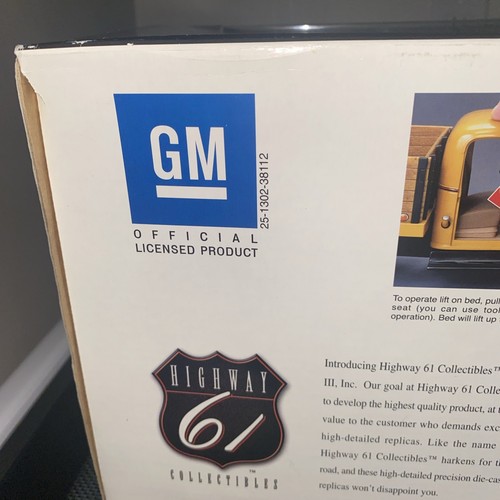 GM
25-1302-38112
OFFICIAL
LICENSED PRODUCT
To operate lift on bed, pull
seat (you can use tool
operation). Bed will lift up
HIGHWAY
61
COLLECTIBLES™
Introducing Highway 61 Collectibles™
III, Inc. Our goal at Highway 61 Colle
to develop the highest quality product, at
value to the customer who demands exc
high-detailed replicas. Like the name
Highway 61 Collectibles™ harkens for t
road, and these high-detailed precision die-cas
replicas won't disappoint you.